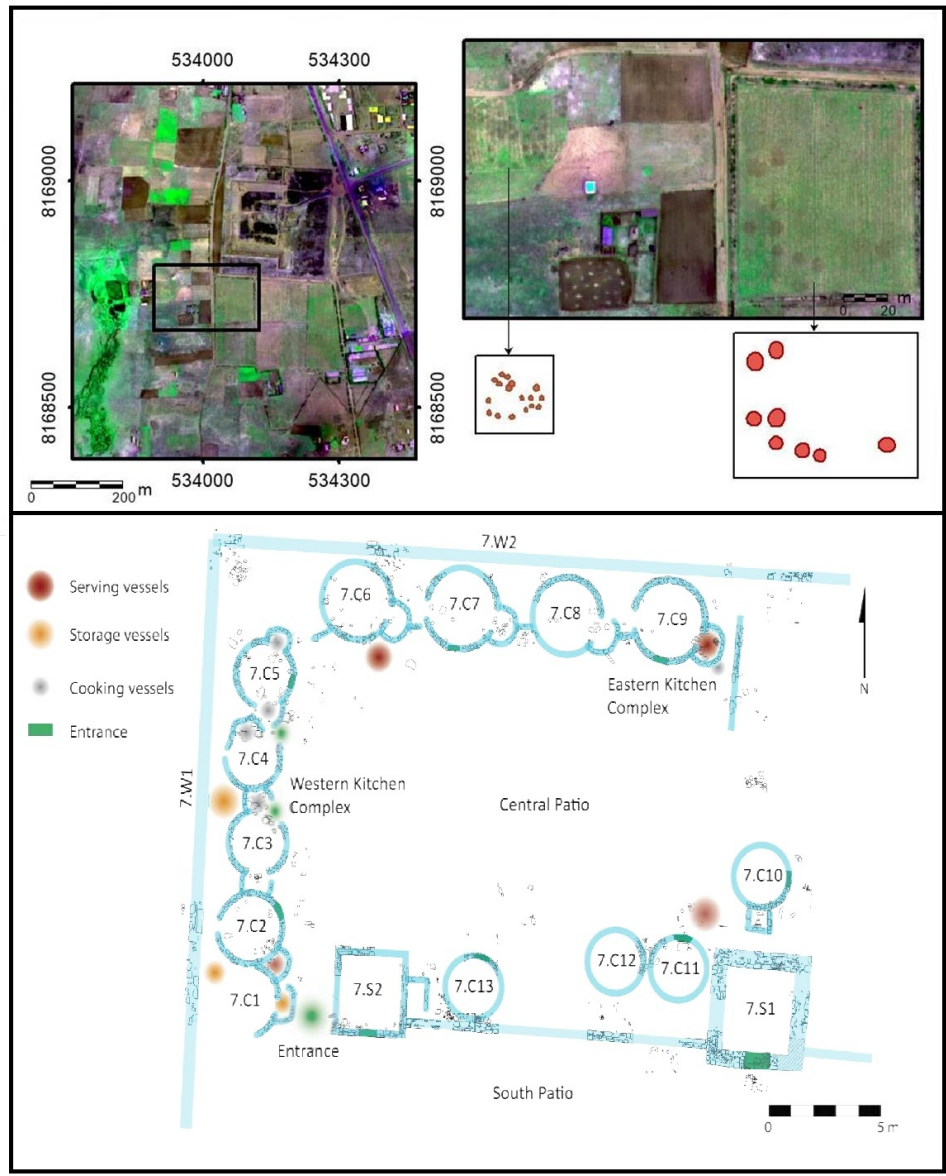 534000 534300
8169000
8168500
8169000
8168500
534000 534300
0 200 m
0 20 m
7.W2
Serving vessels
Storage vessels
Cooking vessels
Entrance
7.C6
7.C7
7.C8
7.C9
N
7.C5
Eastern Kitchen
Complex
7.C4
7.W1
Western Kitchen
Complex
Central Patio
7.C3
7.C10
7.C2
7.C12
7.C11
7.C1
7.S2
7.C13
7.S1
Entrance
South Patio
0 5 m